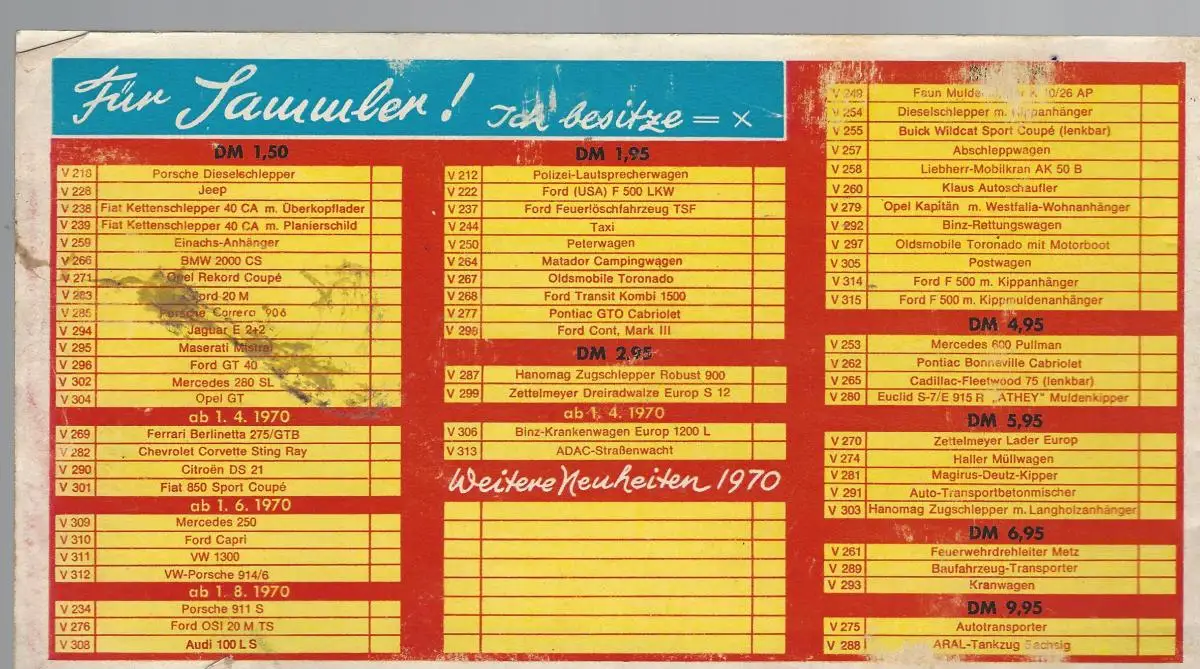 Für Sammler! Ich besitze = x
DM 1,50
V 218 Porsche Dieselschlepper
V 228 Jeep
V 238 Fiat Kettenschlepper 40 CA m. Überkopflader
V 239 Fiat Kettenschlepper 40 CA m. Planierschild
V 259 Einachs-Anhänger
V 266 BMW 2000 CS
V 271 Opel Rekord Coupé
V 283 Ford 20 M
V 285 Porsche Carrera 906
V 294 Jaguar E 2+2
V 295 Maserati Mistral
V 296 Ford GT 40
V 302 Mercedes 280 SL
V 304 Opel GT
ab 1. 4. 1970
V 269 Ferrari Berlinetta 275/GTB
V 282 Chevrolet Corvette Sting Ray
V 290 Citroën DS 21
V 301 Fiat 850 Sport Coupé
ab 1. 6. 1970
V 309 Mercedes 250
V 310 Ford Capri
V 311 VW 1300
V 312 VW-Porsche 914/6
ab 1. 8. 1970
V 234 Porsche 911 S
V 276 Ford OSI 20 M TS
V 308 Audi 100 LS
DM 1,95
V 212 Polizei-Lautsprecherwagen
V 222 Ford (USA) F 500 LKW
V 237 Ford Feuerlöschfahrzeug TSF
V 244 Taxi
V 250 Peterwagen
V 264 Matador Campingwagen
V 267 Oldsmobile Toronado
V 268 Ford Transit Kombi 1500
V 277 Pontiac GTO Cabriolet
V 298 Ford Cont, Mark III
DM 2,95
V 287 Hanomag Zugschlepper Robust 900
V 299 Zettelmeyer Dreiradwalze Europ S 12
ab 1. 4. 1970
V 306 Binz-Krankenwagen Europ 1200 L
V 313 ADAC-Straßenwacht
Weitere Neuheiten 1970
V 249 Faun 10/26 AP
V 254 Dieselschlepper m. Kippanhänger
V 255 Buick Wildcat Sport Coupé (lenkbar)
V 257 Abschleppwagen
V 258 Liebherr-Mobilkran AK 50 B
V 260 Klaus Autoschaufler
V 279 Opel Kapitän m. Westfalia-Wohnanhänger
V 292 Binz-Rettungswagen
V 297 Oldsmobile Toronado mit Motorboot
V 305 Postwagen
V 314 Ford F 500 m. Kippanhänger
V 315 Ford F 500 m. Kippmuldenanhänger
DM 4,95
V 253 Mercedes 600 Pullman
V 262 Pontiac Bonneville Cabriolet
V 265 Cadillac-Fleetwood 75 (lenkbar)
V 280 Euclid S-7/E 915 R „ATHEY" Muldenkipper
DM 5,95
V 270 Zettelmeyer Lader Europ
V 274 Haller Müllwagen
V 281 Magirus-Deutz-Kipper
V 291 Auto-Transportbetonmischer
V 303 Hanomag Zugschlepper m. Langholzanhänger
DM 6,95
V 261 Feuerwehrdrehleiter Metz
V 289 Baufahrzeug-Transporter
V 293 Kranwagen
DM 9,95
V 275 Autotransporter
V 288 ARAL-Tankzug 8achsig